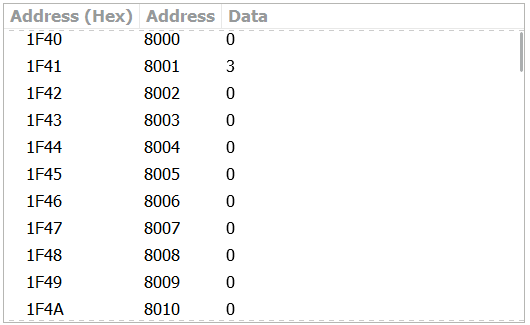 Address (Hex) Address Data
1F40 8000 0
1F41 8001 3
1F42 8002 0
1F43 8003 0
1F44 8004 0
1F45 8005 0
1F46 8006 0
1F47 8007 0
1F48 8008 0
1F49 8009 0
1F4A 8010 0